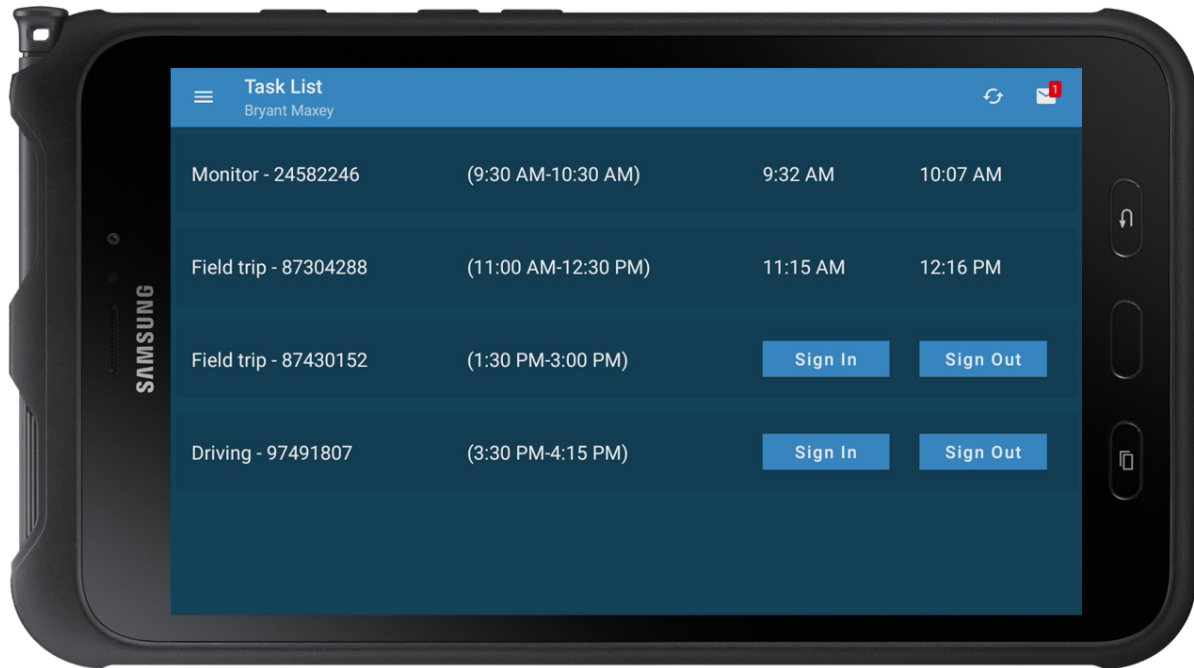 Task List
Bryant Maxey
1
Monitor - 24582246 (9:30 AM-10:30 AM) 9:32 AM 10:07 AM
Field trip - 87304288 (11:00 AM-12:30 PM) 11:15 AM 12:16 PM
Field trip - 87430152 (1:30 PM-3:00 PM) Sign In Sign Out
Driving - 97491807 (3:30 PM-4:15 PM) Sign In Sign Out
SAMSUNG